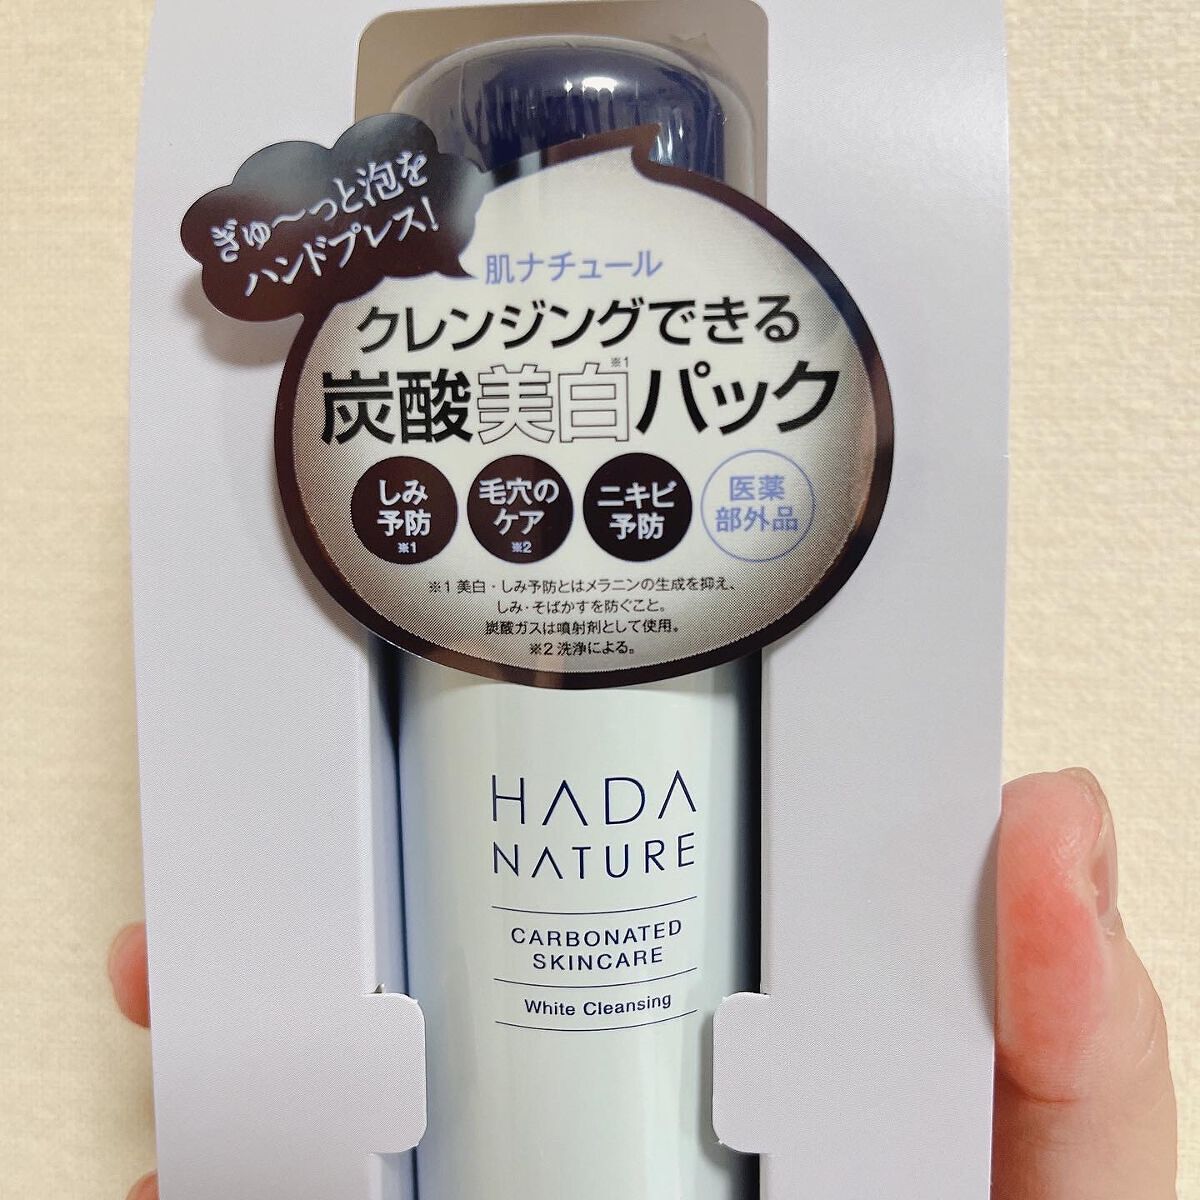 ぎゅ〜っと泡を
ハンドプレス!
肌ナチュール
クレンジングできる
炭酸美白※1パック
しみ
予防
※1
毛穴の
ケア
※2
ニキビ
予防
医薬
部外品
※1 美白・しみ予防とはメラニンの生成を抑え、
しみ・そばかすを防ぐこと。
炭酸ガスは噴射剤として使用。
※2 洗浄による。
HADA
NATURE
CARBONATED
SKINCARE
White Cleansing